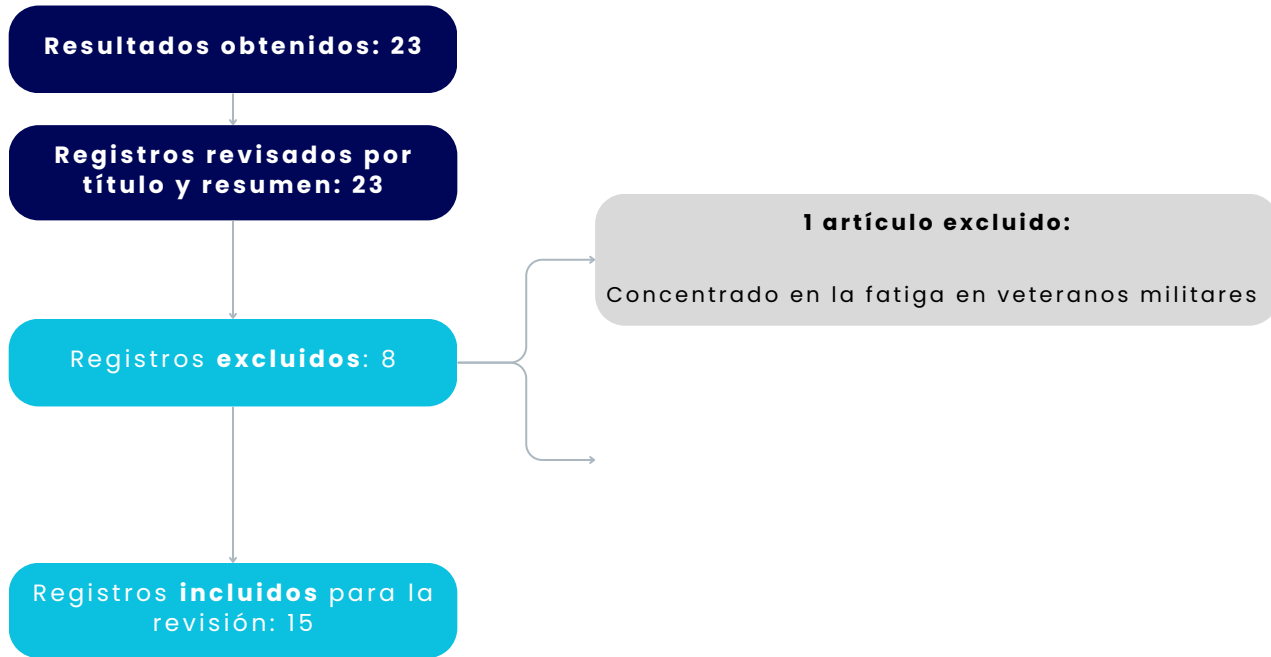 Resultados obtenidos: 23
Registros revisados por
título y resumen: 23
1 artículo excluido:
Concentrado en la fatiga en veteranos militares
Registros excluidos: 8
Registros incluidos para la
revisión: 15